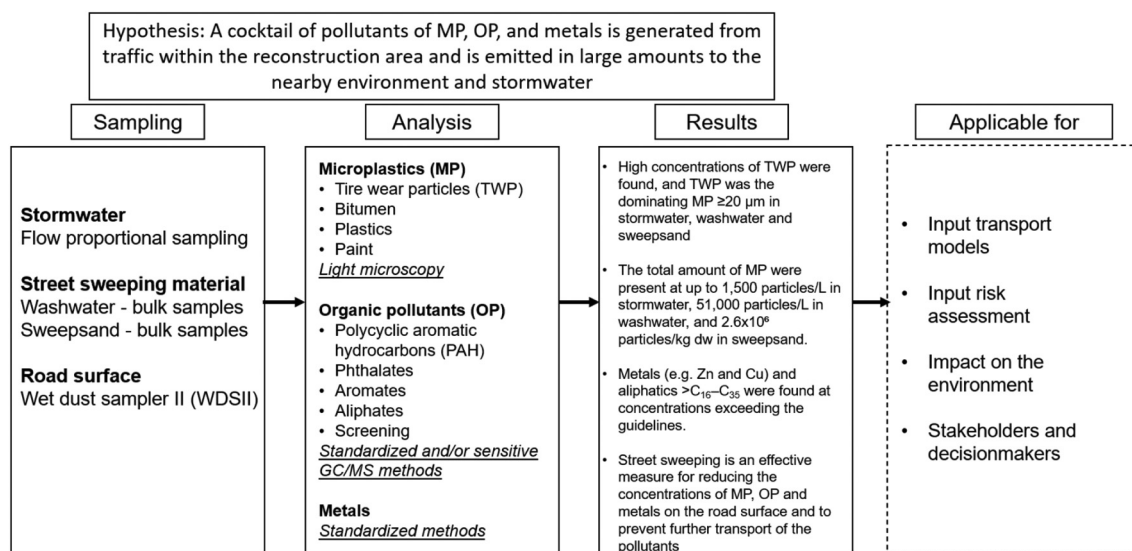 Hypothesis: A cocktail of pollutants of MP, OP, and metals is generated from
traffic within the reconstruction area and is emitted in large amounts to the
nearby environment and stormwater
Sampling
Stormwater
Flow proportional sampling
Street sweeping material
Washwater - bulk samples
Sweepsand - bulk samples
Road surface
Wet dust sampler II (WDSII)
Analysis
Microplastics (MP)
• Tire wear particles (TWP)
• Bitumen
• Plastics
• Paint
Light microscopy
Organic pollutants (OP)
• Polycyclic aromatic
hydrocarbons (PAH)
• Phthalates
• Aromates
• Aliphates
• Screening
Standardized and/or sensitive
GC/MS methods
Metals
Standardized methods
Results
• High concentrations of TWP were
found, and TWP was the
dominating MP ≥20 μm in
stormwater, washwater and
sweepsand
• The total amount of MP were
present at up to 1,500 particles/L in
stormwater, 51,000 particles/L in
washwater, and 2.6x10⁶
particles/kg dw in sweepsand.
• Metals (e.g. Zn and Cu) and
aliphatics >C₁₆–C₃₅ were found at
concentrations exceeding the
guidelines.
• Street sweeping is an effective
measure for reducing the
concentrations of MP, OP and
metals on the road surface and to
prevent further transport of the
pollutants
Applicable for
• Input transport
models
• Input risk
assessment
• Impact on the
environment
• Stakeholders and
decisionmakers